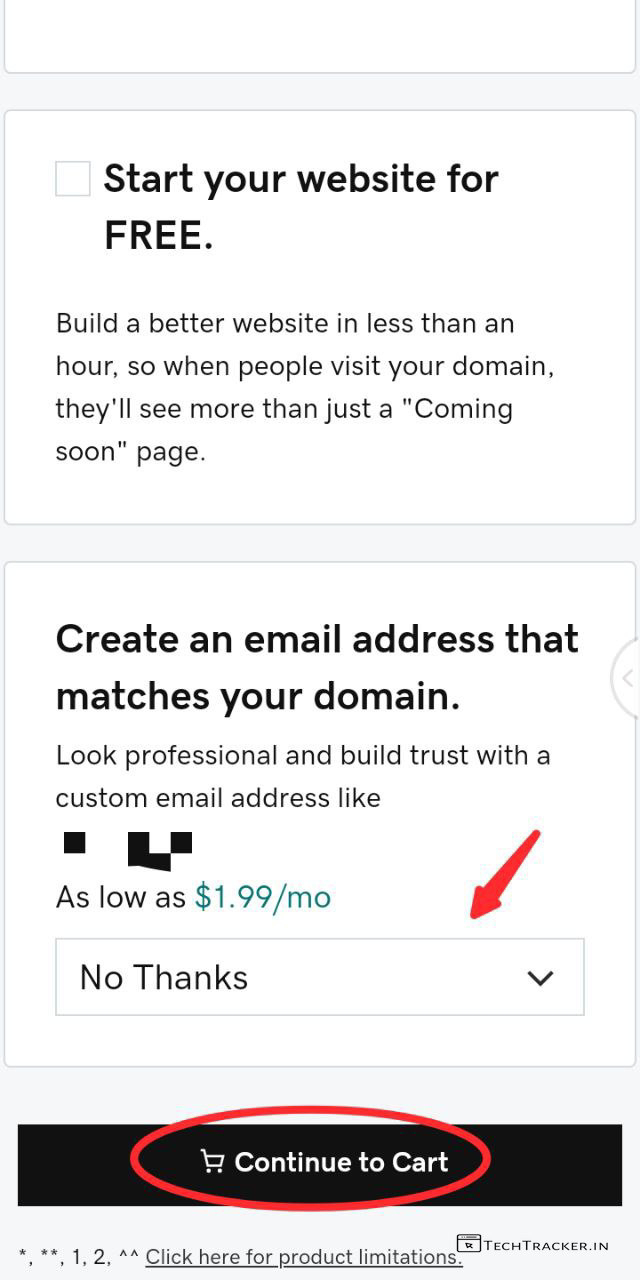 Start your website for
FREE.
Build a better website in less than an
hour, so when people visit your domain,
they'll see more than just a "Coming
soon" page.
Create an email address that
matches your domain.
Look professional and build trust with a
custom email address like
As low as $1.99/mo
No Thanks
Continue to Cart
*, **, 1, 2, ^^ Click here for product limitations.
TECHTRACKER.IN